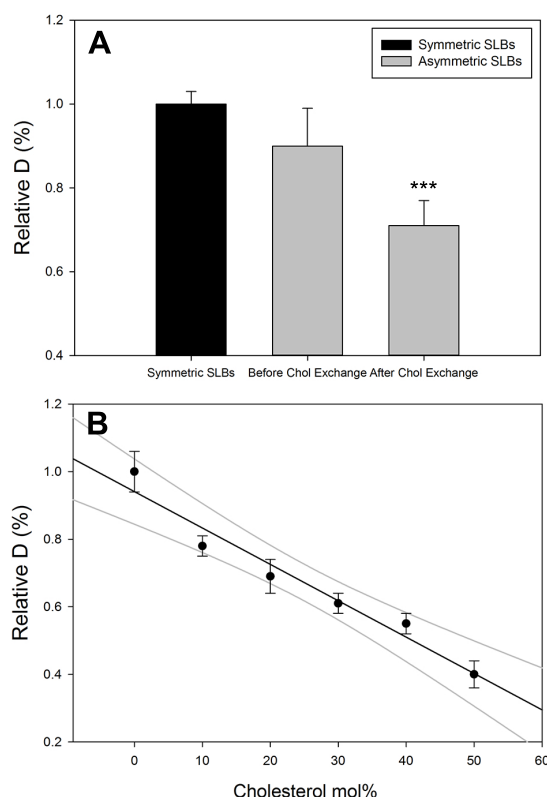 A
Symmetric SLBs
Asymmetric SLBs
1.2
1.0
0.8
0.6
0.4
Relative D (%)
***
Symmetric SLBs Before Chol Exchange After Chol Exchange
B
1.2
1.0
0.8
0.6
0.4
0.2
Relative D (%)
0 10 20 30 40 50 60
Cholesterol mol%